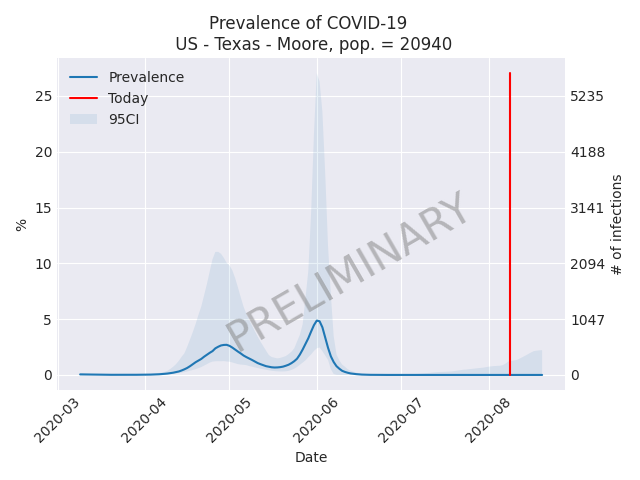 Prevalence of COVID-19
US - Texas - Moore, pop. = 20940
Prevalence
Today
95CI
25
20
15
10
5
0
%
5235
4188
3141
2094
1047
0
# of infections
PRELIMINARY
2020-03
2020-04
2020-05
2020-06
2020-07
2020-08
Date